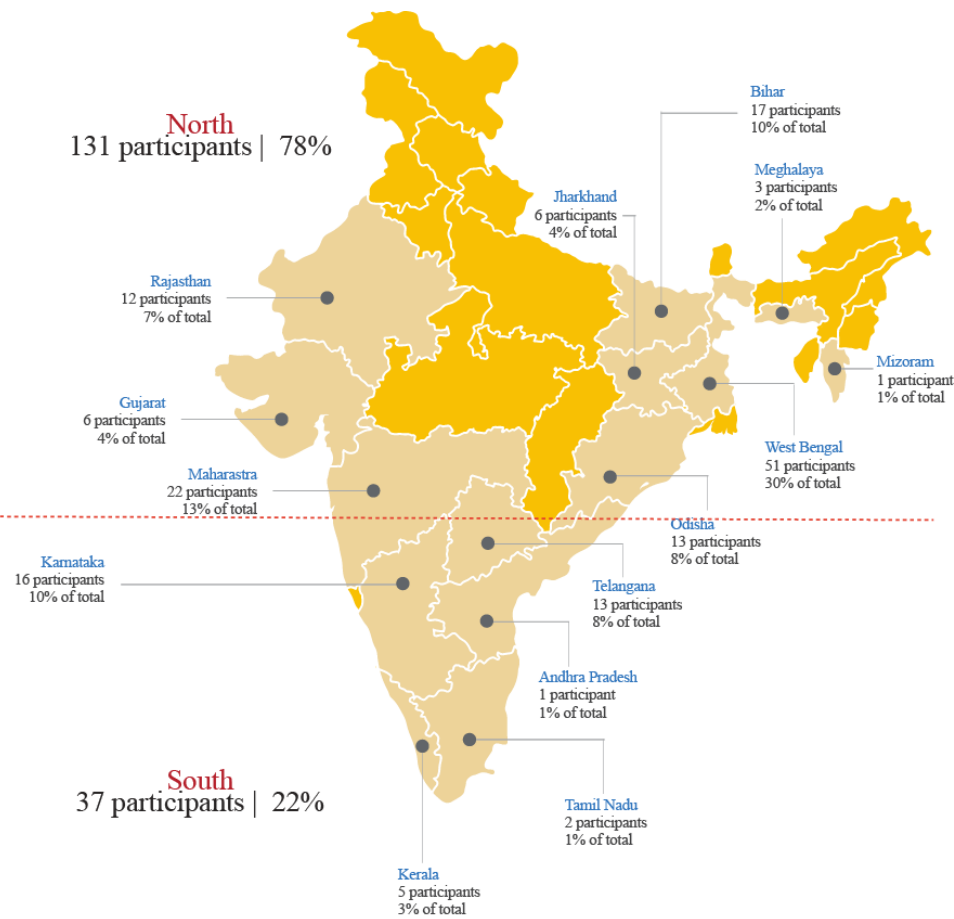 North
131 participants | 78%
Bihar
17 participants
10% of total
Meghalaya
3 participants
2% of total
Jharkhand
6 participants
4% of total
Rajasthan
12 participants
7% of total
Mizoram
1 participant
1% of total
Gujarat
6 participants
4% of total
West Bengal
51 participants
30% of total
Maharastra
22 participants
13% of total
Odisha
13 participants
8% of total
Karnataka
16 participants
10% of total
Telangana
13 participants
8% of total
Andhra Pradesh
1 participant
1% of total
South
37 participants | 22%
Tamil Nadu
2 participants
1% of total
Kerala
5 participants
3% of total